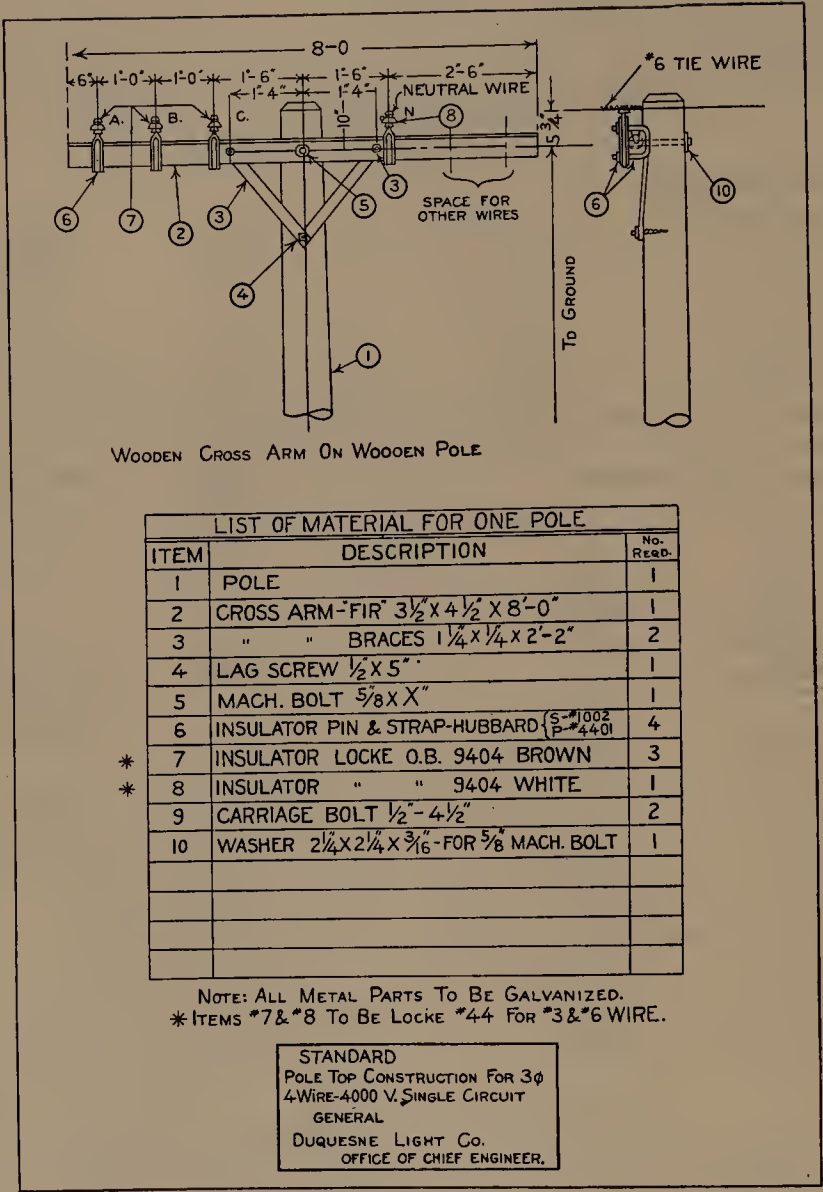 8-0
6" 1'-0" 1'-0" 1'-6" 1'-6" 2'-6"
1'-4" 1'-4" NEUTRAL WIRE
#6 TIE WIRE
A. B. C. 10" N 8 5 3/4"
6 7 2 3 5 3 SPACE FOR
OTHER WIRES
6 10
4
TO GROUND
1
WOODEN CROSS ARM ON WOODEN POLE
LIST OF MATERIAL FOR ONE POLE
ITEM DESCRIPTION No. REQD.
1 POLE 1
2 CROSS ARM-"FIR" 3½"X4½"X8'-0" 1
3 " " BRACES 1¼"X¼"X2'-2" 2
4 LAG SCREW ½"X5" 1
5 MACH. BOLT 5/8"XX" 1
6 INSULATOR PIN & STRAP-HUBBARD { S-#1002 P-#4401 4
* 7 INSULATOR LOCKE O.B. 9404 BROWN 3
* 8 INSULATOR " " 9404 WHITE 1
9 CARRIAGE BOLT ½"-4½" 2
10 WASHER 2¼"X2¼"X3/16"-FOR 5/8" MACH. BOLT 1
NOTE: ALL METAL PARTS TO BE GALVANIZED.
* ITEMS #7 & #8 TO BE LOCKE #44 FOR #3 & #6 WIRE.
STANDARD
POLE TOP CONSTRUCTION FOR 3φ
4 WIRE-4000 V. SINGLE CIRCUIT
GENERAL
DUQUESNE LIGHT CO.
OFFICE OF CHIEF ENGINEER.